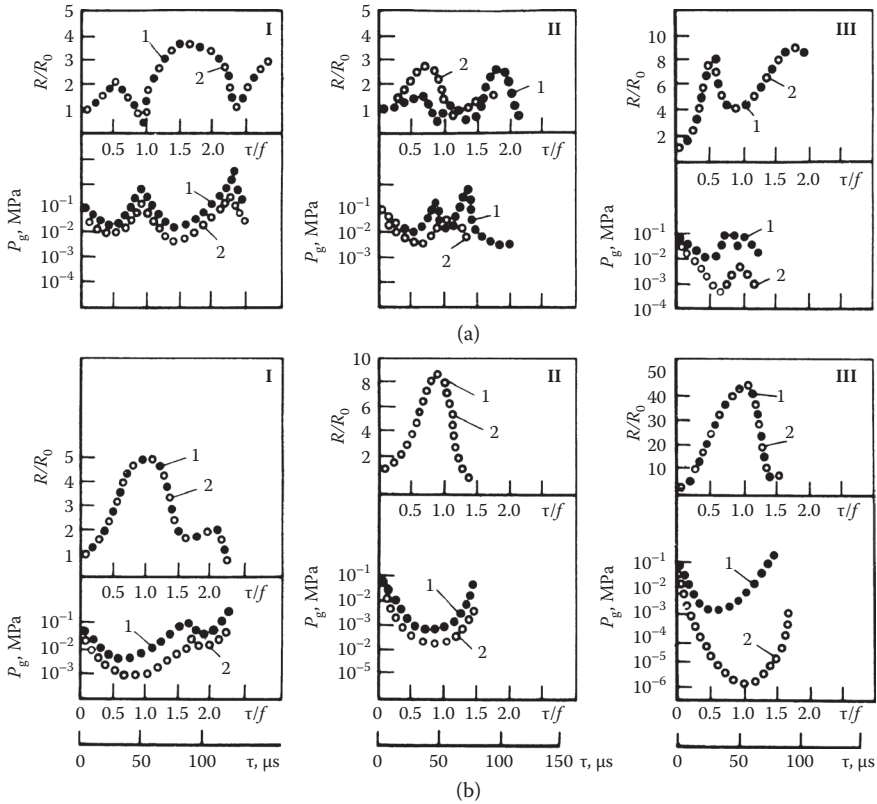 I
5
4
3
2
1
R/R0
1
2
0.5 1.0 1.5 2.0 τ/f
10⁻¹
10⁻²
10⁻³
10⁻⁴
Pg, MPa
1
2
II
5
4
3
2
1
R/R0
2
1
0.5 1.0 1.5 2.0 τ/f
10⁻¹
10⁻²
10⁻³
10⁻⁴
Pg, MPa
1
2
III
10
8
6
4
2
R/R0
2
1
0 0.5 1.0 1.5 2.0 τ/f
10⁻¹
10⁻²
10⁻³
10⁻⁴
Pg, MPa
1
2
(a)
I
5
4
3
2
1
R/R0
1
2
0.5 1.0 1.5 2.0 τ/f
10⁻¹
10⁻²
10⁻³
Pg, MPa
1
2
0 0.5 1.0 1.5 2.0 τ/f
0 50 100 τ, μs
II
10
8
6
4
2
R/R0
1
2
0.5 1.0 1.5 2.0 τ/f
10⁻¹
10⁻²
10⁻³
10⁻⁴
10⁻⁵
Pg, MPa
1
2
0 0.5 1.0 1.5 2.0 τ/f
0 50 100 150 τ, μs
III
50
40
30
20
10
R/R0
1
2
0.5 1.0 1.5 2.0 τ/f
10⁻¹
10⁻²
10⁻³
10⁻⁴
10⁻⁵
10⁻⁶
Pg, MPa
1
2
0 0.5 1.0 1.5 2.0 τ/f
0 50 100 τ, μs
(b)